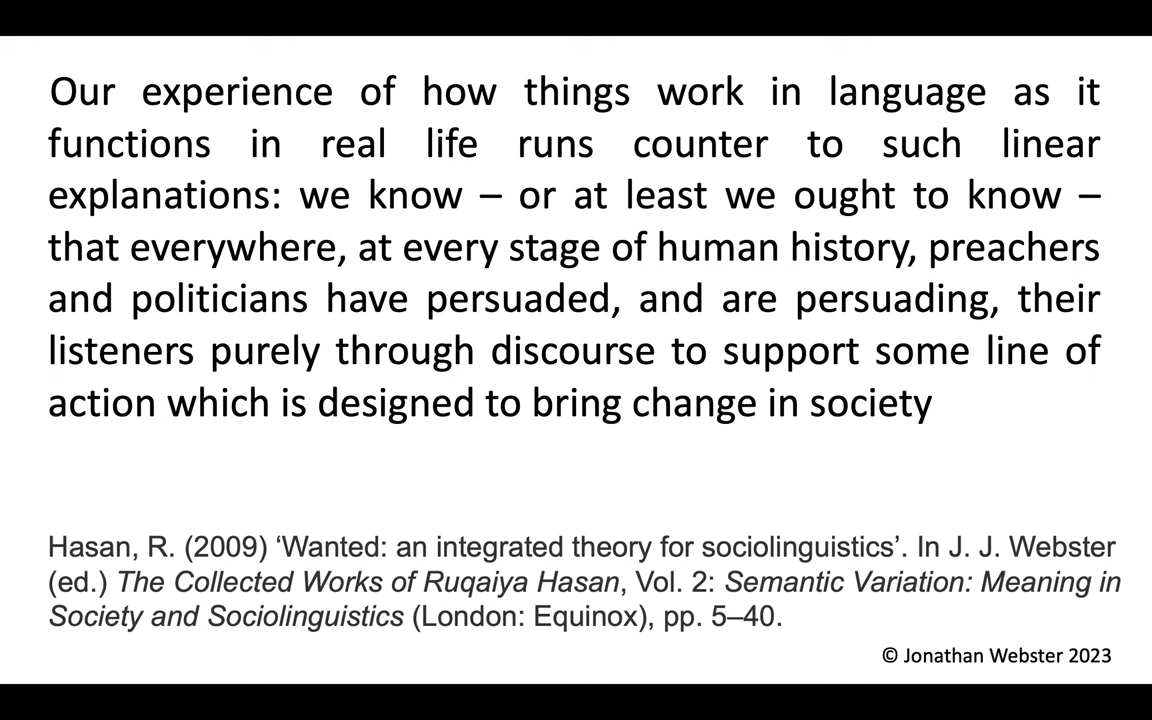 Our experience of how things work in language as it
functions in real life runs counter to such linear
explanations: we know – or at least we ought to know –
that everywhere, at every stage of human history, preachers
and politicians have persuaded, and are persuading, their
listeners purely through discourse to support some line of
action which is designed to bring change in society
Hasan, R. (2009) ‘Wanted: an integrated theory for sociolinguistics’. In J. J. Webster
(ed.) The Collected Works of Ruqaiya Hasan, Vol. 2: Semantic Variation: Meaning in
Society and Sociolinguistics (London: Equinox), pp. 5–40.
© Jonathan Webster 2023